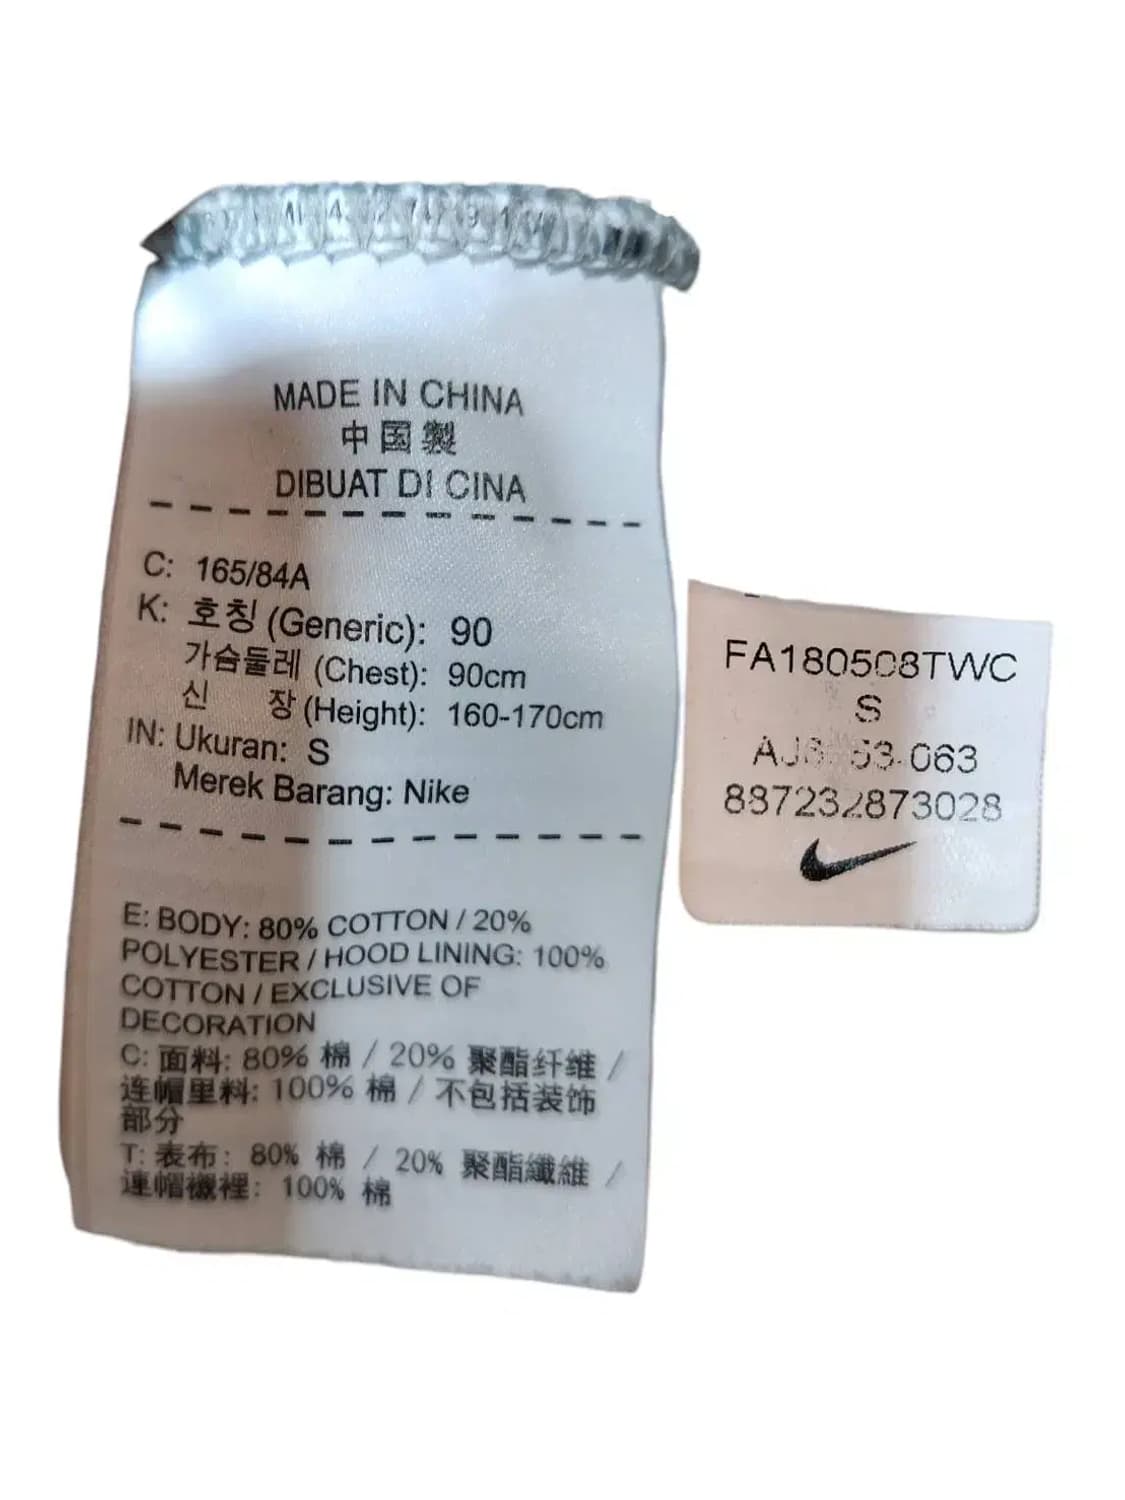 MADE IN CHINA
中国製
DIBUAT DI CINA
C: 165/84A
K: 호칭 (Generic): 90
가슴둘레 (Chest): 90cm
신 장 (Height): 160-170cm
IN: Ukuran: S
Merek Barang: Nike
E: BODY: 80% COTTON / 20%
POLYESTER / HOOD LINING: 100%
COTTON / EXCLUSIVE OF
DECORATION
C: 面料: 80% 棉 / 20% 聚酯纤维 /
连帽里料: 100% 棉 / 不包括装饰
部分
T: 表布: 80% 棉 / 20% 聚酯纖維 /
連帽襯裡: 100% 棉
FA180508TWC
S
063
887232873028